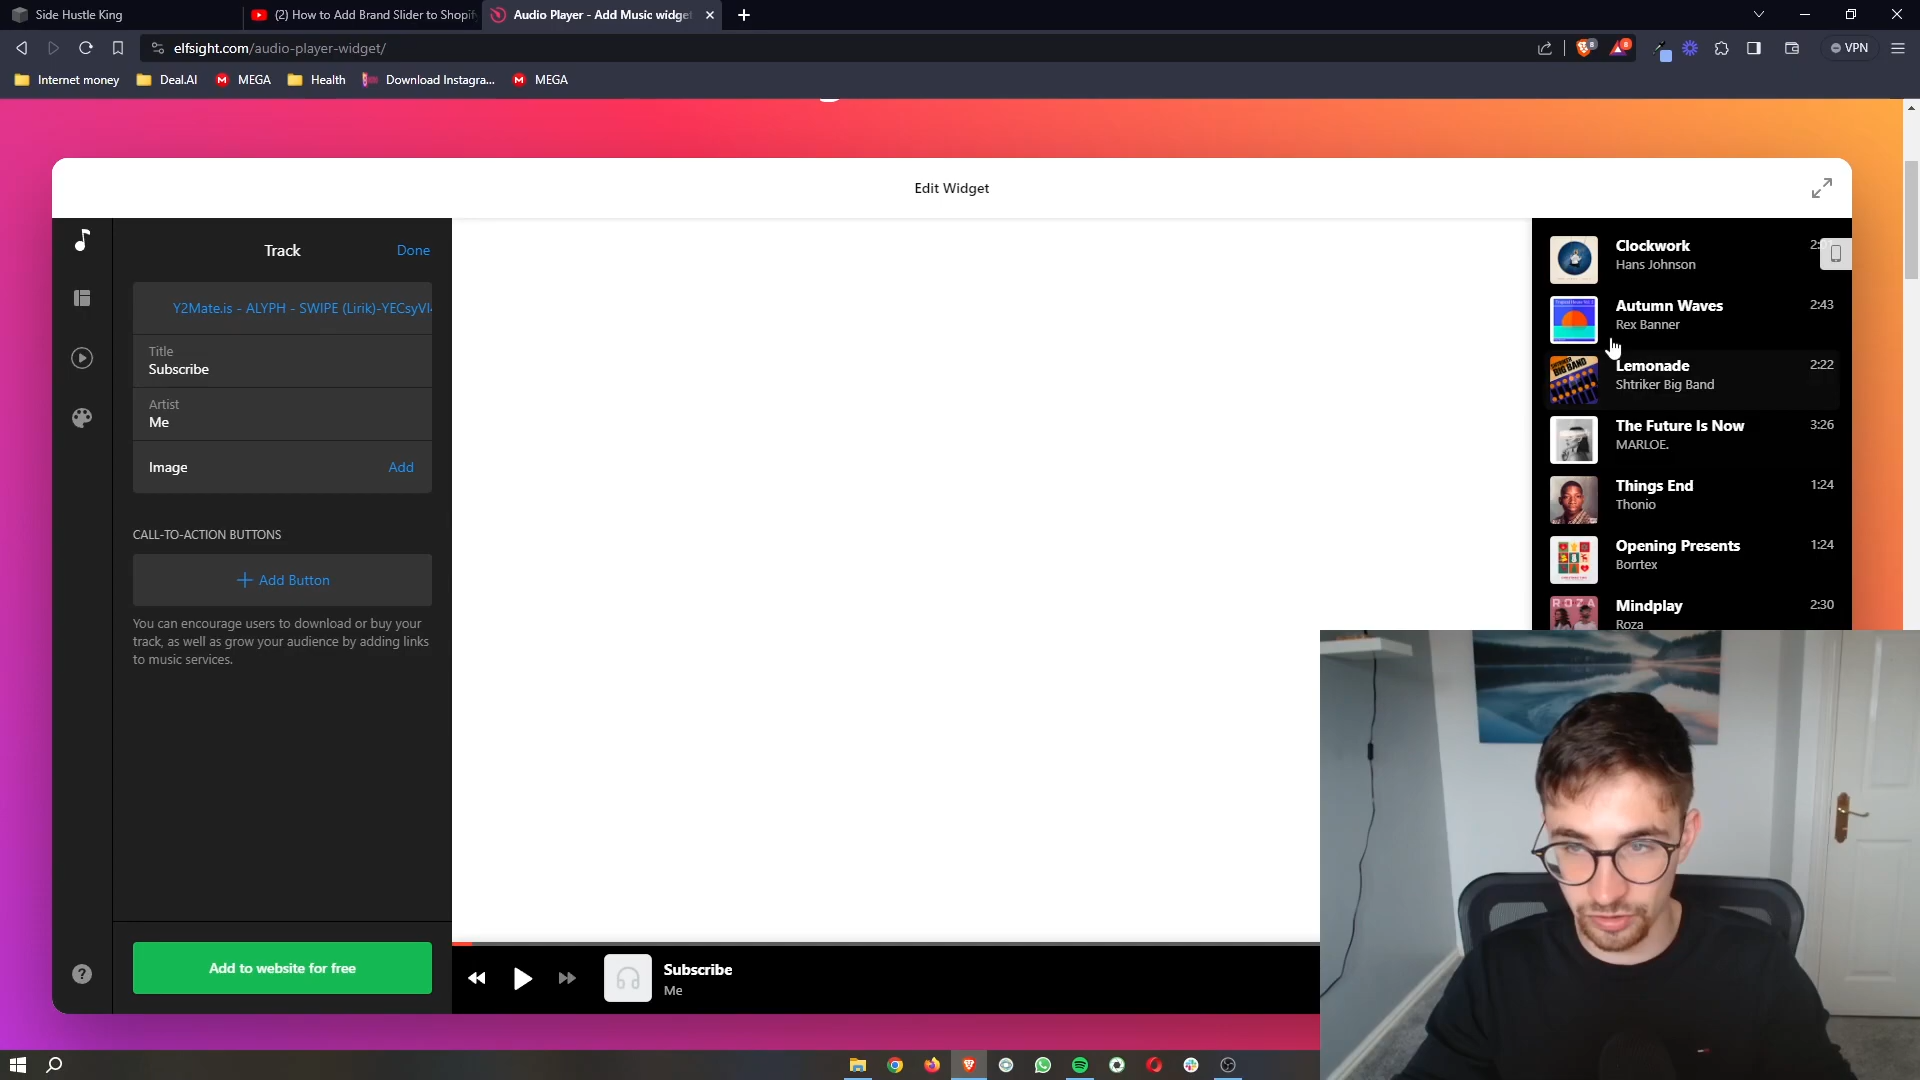 Side Hustle King
(2) How to Add Brand Slider to Shopif
Audio Player - Add Music widge
elfsight.com/audio-player-widget/
8
8
VPN
Internet money
Deal.AI
MEGA
Health
Download Instagra...
MEGA
Edit Widget
Track
Done
Y2Mate.is - ALYPH - SWIPE (Lirik)-YECsyVl
Title
Subscribe
Artist
Me
Image
Add
CALL-TO-ACTION BUTTONS
+ Add Button
You can encourage users to download or buy your
track, as well as grow your audience by adding links
to music services.
Add to website for free
Subscribe
Me
Clockwork
Hans Johnson
Autumn Waves
2:43
Rex Banner
Lemonade
2:22
Shtriker Big Band
The Future Is Now
3:26
MARLOE.
Things End
1:24
Thonio
Opening Presents
1:24
Borrtex
Mindplay
2:30
Roza
ROZA